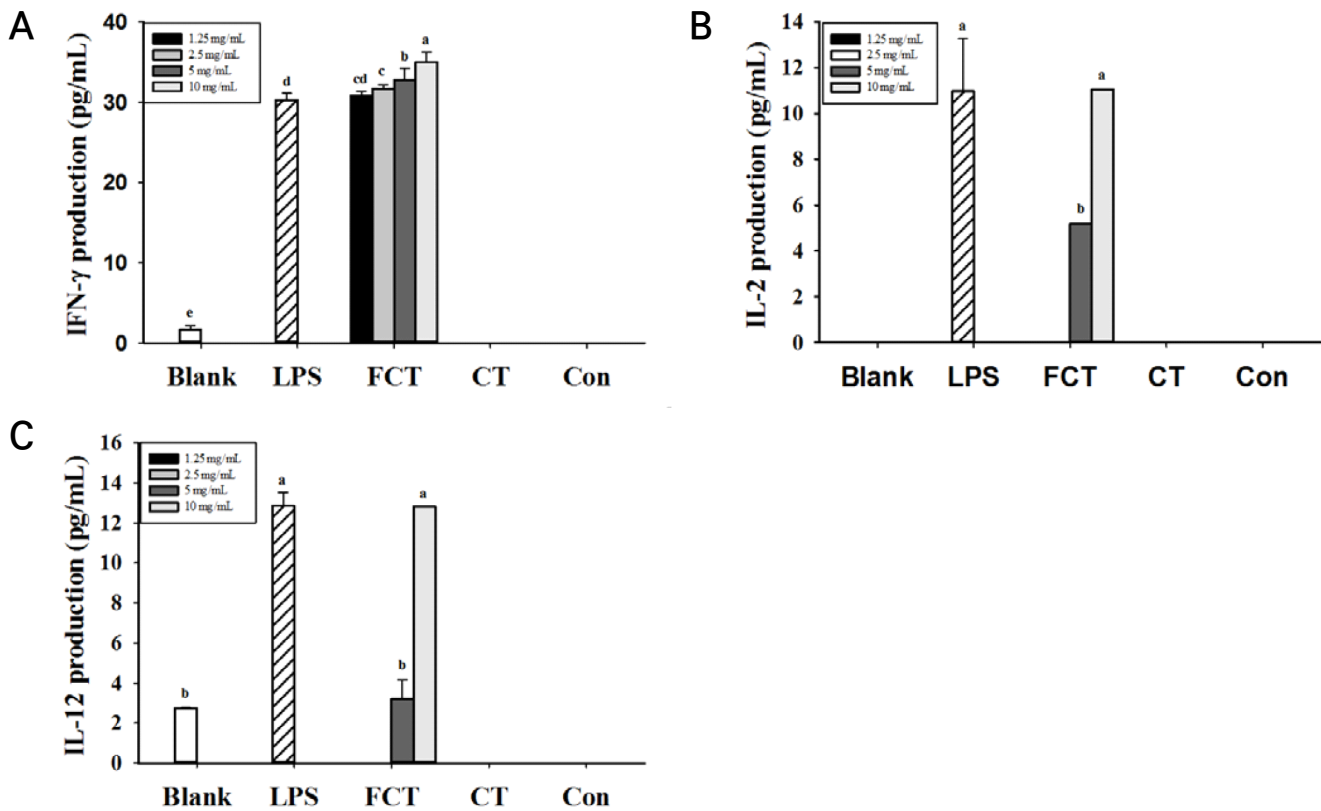 A
IFN-γ production (pg/mL)
40
30
20
10
0
1.25 mg/mL
2.5 mg/mL
5 mg/mL
10 mg/mL
e
d
cd
c
b
a
Blank LPS FCT CT Con
B
IL-2 production (pg/mL)
14
12
10
8
6
4
2
0
1.25 mg/mL
2.5 mg/mL
5 mg/mL
10 mg/mL
a
b
a
Blank LPS FCT CT Con
C
IL-12 production (pg/mL)
16
14
12
10
8
6
4
2
0
1.25 mg/mL
2.5 mg/mL
5 mg/mL
10 mg/mL
b
a
b
a
Blank LPS FCT CT Con